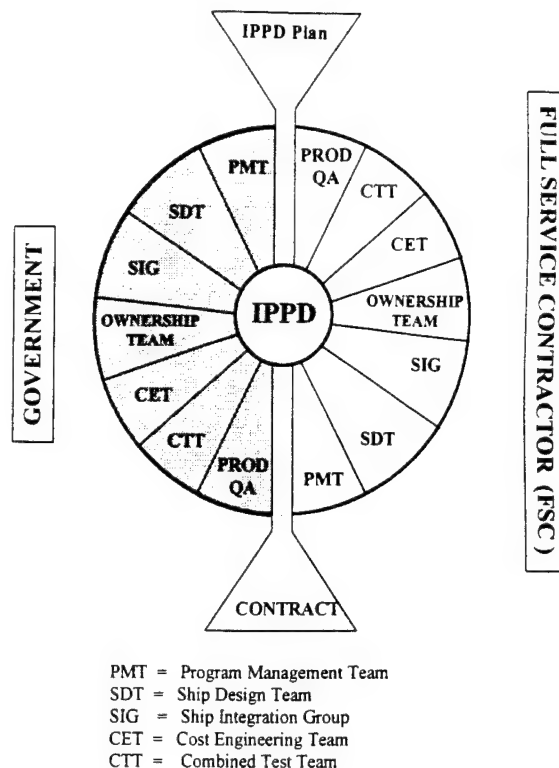 IPPD Plan
PMT
PROD
QA
SDT
CTT
SIG
CET
OWNERSHIP
TEAM
IPPD
OWNERSHIP
TEAM
CET
SIG
CTT
SDT
PROD
QA
PMT
GOVERNMENT
FULL SERVICE CONTRACTOR (FSC)
CONTRACT
PMT = Program Management Team
SDT = Ship Design Team
SIG = Ship Integration Group
CET = Cost Engineering Team
CTT = Combined Test Team